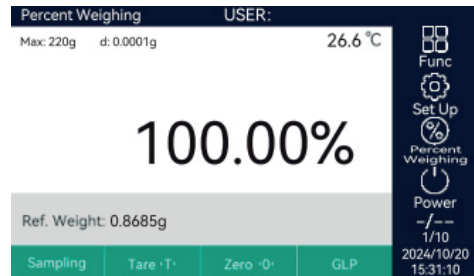 Percent Weighing USER:
Max: 220g d: 0.0001g 26.6 °C
100.00%
Ref. Weight: 0.8685g
Sampling Tare ·T· Zero ·0· GLP
Func
Set Up
Percent
Weighing
Power
-/--
1/10
2024/10/20
15:31:10